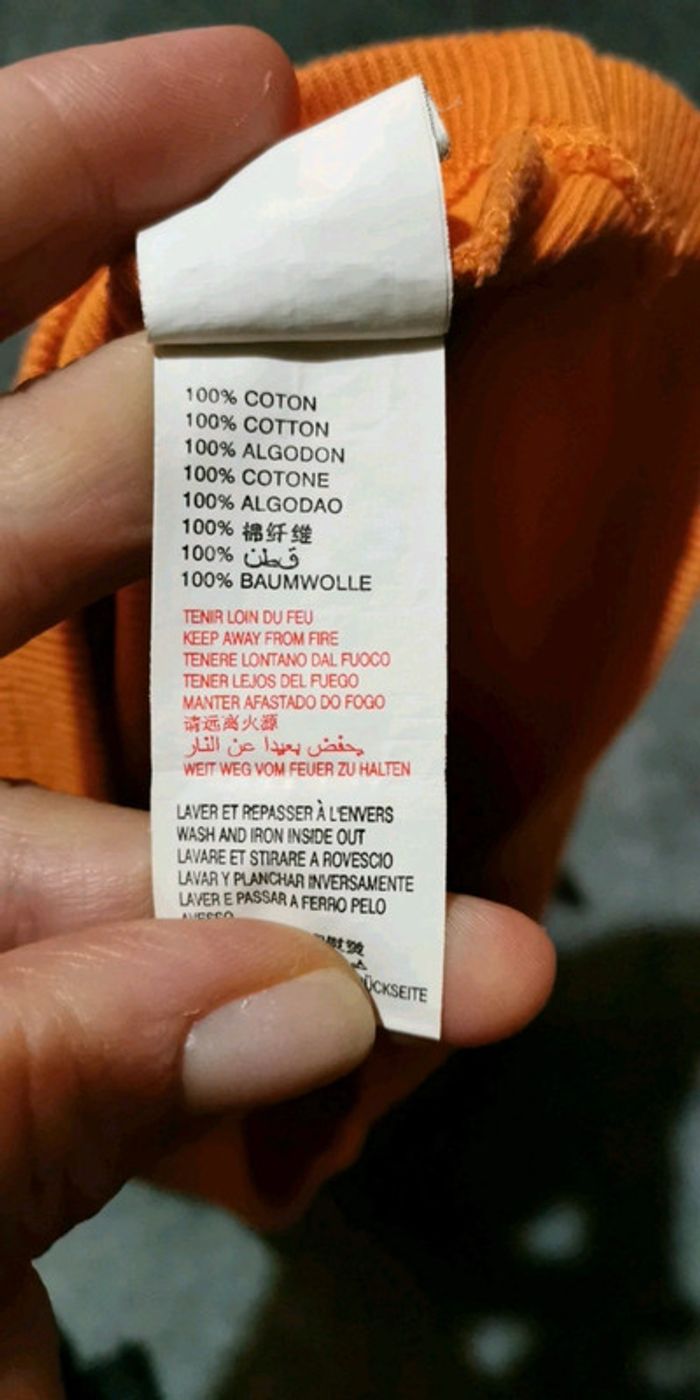 100% COTON
100% COTTON
100% ALGODON
100% COTONE
100% ALGODAO
100% 棉纤维
100% قطن
100% BAUMWOLLE
TENIR LOIN DU FEU
KEEP AWAY FROM FIRE
TENERE LONTANO DAL FUOCO
TENER LEJOS DEL FUEGO
MANTER AFASTADO DO FOGO
请远离火源
يحفض بعيدا عن النار
WEIT WEG VOM FEUER ZU HALTEN
LAVER ET REPASSER À L'ENVERS
WASH AND IRON INSIDE OUT
LAVARE ET STIRARE A ROVESCIO
LAVAR Y PLANCHAR INVERSAMENTE
LAVER E PASSAR A FERRO PELO
AVESSO